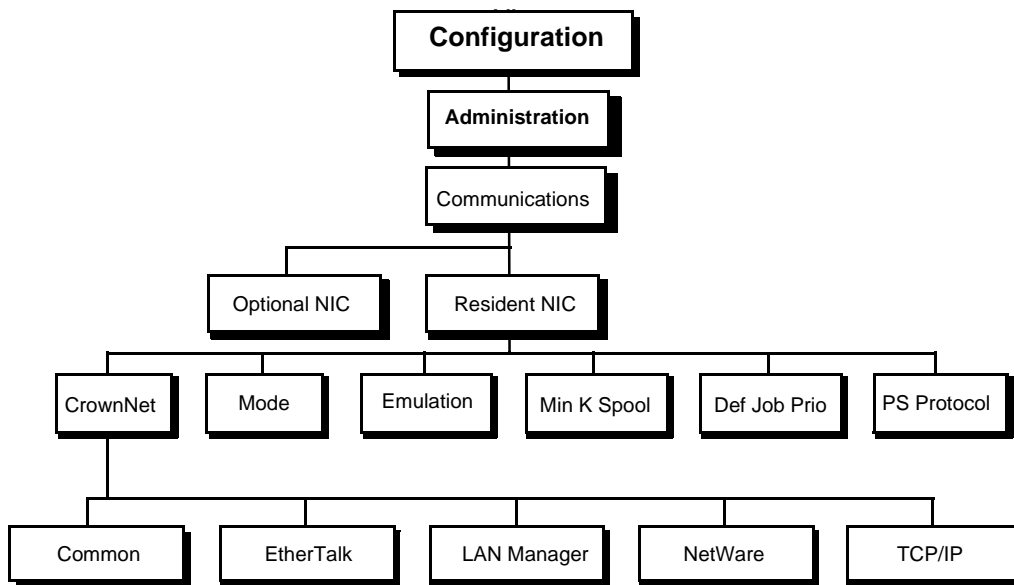 Configuration
Administration
Communications
Optional NIC
Resident NIC
CrownNet
Mode
Emulation
Min K Spool
Def Job Prio
PS Protocol
Common
EtherTalk
LAN Manager
NetWare
TCP/IP